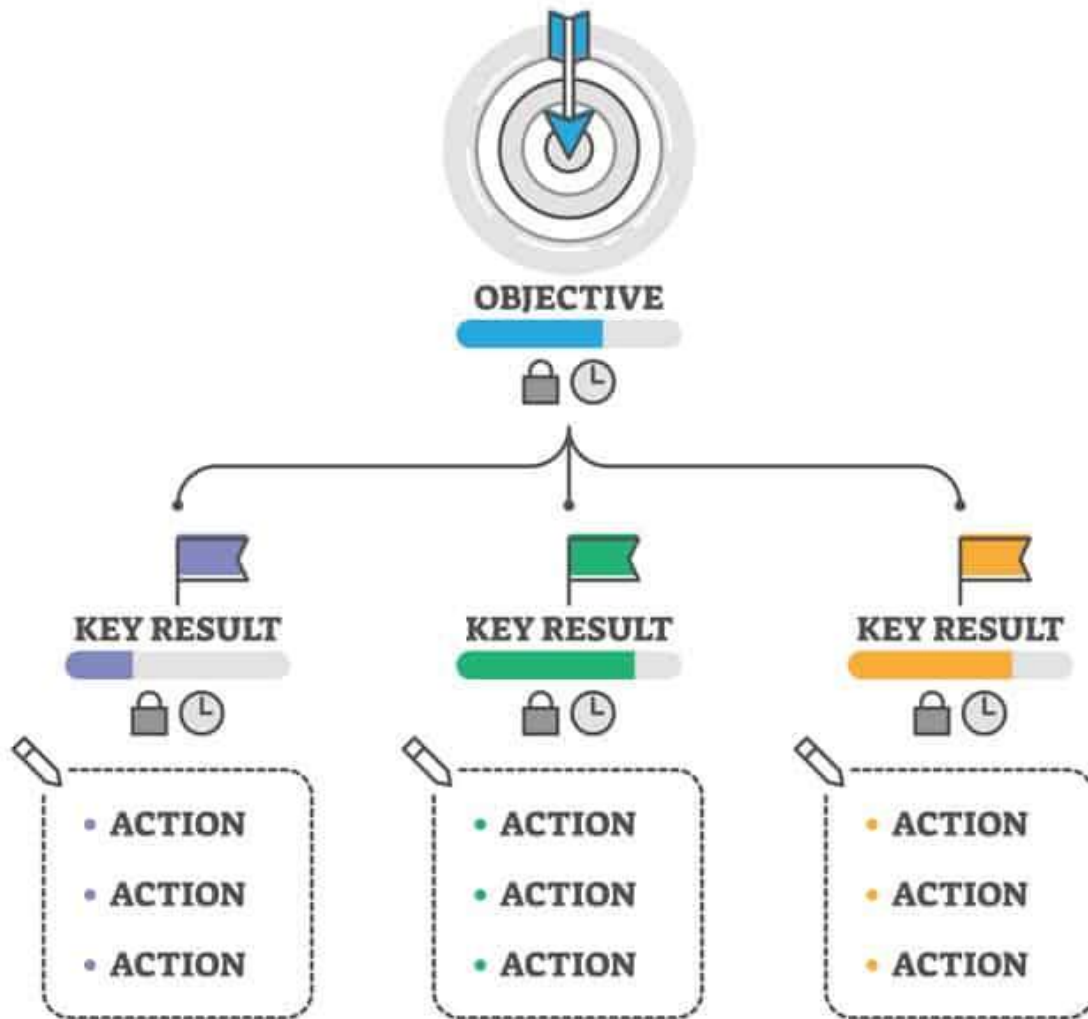 OBJECTIVE
KEY RESULT
KEY RESULT
KEY RESULT
• ACTION
• ACTION
• ACTION
• ACTION
• ACTION
• ACTION
• ACTION
• ACTION
• ACTION